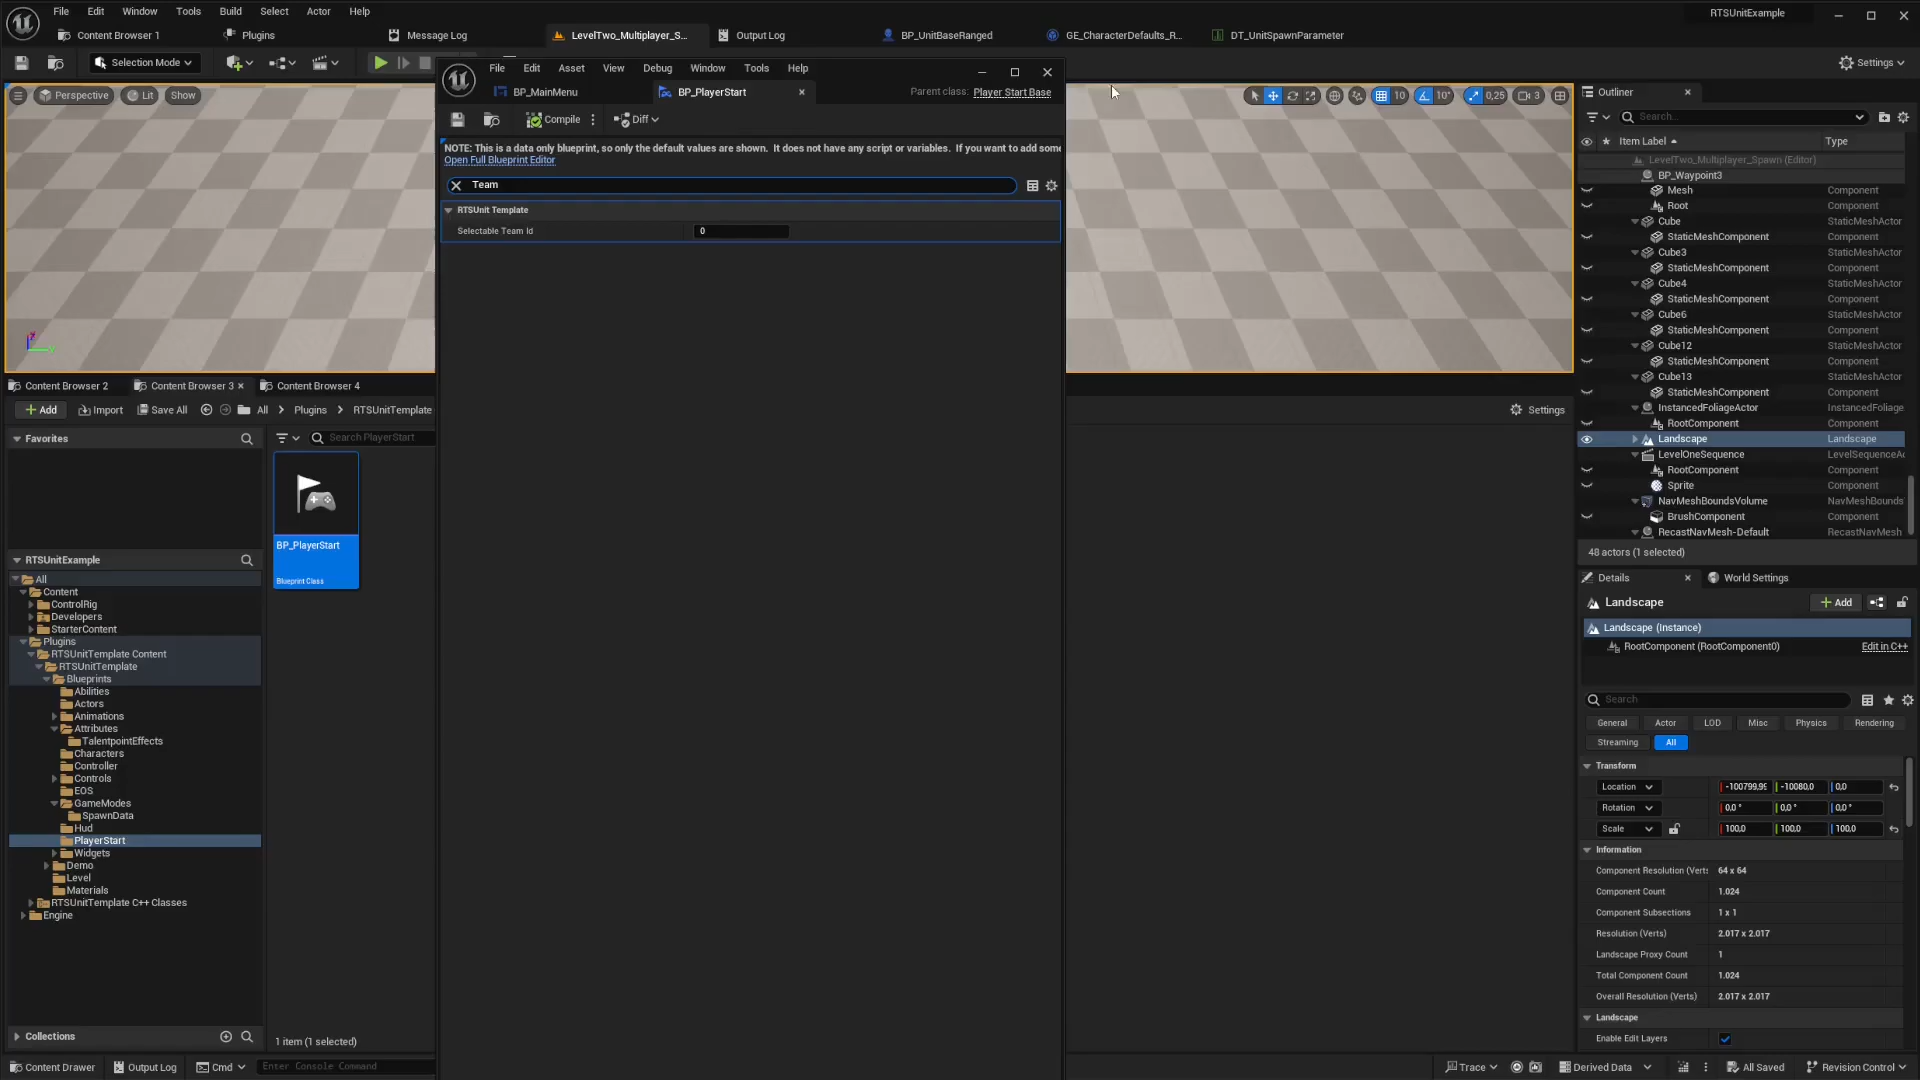 File Edit Window Tools Build Select Actor Help
RTSUnitExample
Content Browser 1
Plugins
Message Log
LevelTwo_Multiplayer_S...
Output Log
BP_UnitBaseRanged
GE_CharacterDefaults_R...
DT_UnitSpawnParameter
Selection Mode
Settings
Perspective Lit Show
10 10° 0,25 3
File Edit Asset View Debug Window Tools Help
BP_MainMenu
BP_PlayerStart
Parent class: Player Start Base
Compile
Diff
NOTE: This is a data only blueprint, so only the default values are shown. It does not have any script or variables. If you want to add some
Open Full Blueprint Editor
Team
RTSUnit Template
Selectable Team Id 0
Content Browser 2 Content Browser 3 Content Browser 4
Add Import Save All All Plugins RTSUnitTemplate
Settings
Favorites
Search PlayerStart
BP_PlayerStart
Blueprint Class
RTSUnitExample
All
Content
ControlRig
Developers
StarterContent
Plugins
RTSUnitTemplate Content
RTSUnitTemplate
Blueprints
Abilities
Actors
Animations
Attributes
TalentpointEffects
Characters
Controller
Controls
EOS
GameModes
SpawnData
Hud
PlayerStart
Widgets
Demo
Level
Materials
RTSUnitTemplate C++ Classes
Engine
Collections
1 item (1 selected)
Outliner
Search...
Item Label Type
LevelTwo_Multiplayer_Spawn (Editor)
BP_Waypoint3
Mesh Component
Root Component
Cube StaticMeshActor
StaticMeshComponent Component
Cube3 StaticMeshActor
StaticMeshComponent Component
Cube4 StaticMeshActor
StaticMeshComponent Component
Cube6 StaticMeshActor
StaticMeshComponent Component
Cube12 StaticMeshActor
StaticMeshComponent Component
Cube13 StaticMeshActor
StaticMeshComponent Component
InstancedFoliageActor InstancedFoliage
RootComponent Component
Landscape Landscape
LevelOneSequence LevelSequenceAc
RootComponent Component
Sprite Component
NavMeshBoundsVolume NavMeshBounds
BrushComponent Component
RecastNavMesh-Default RecastNavMesh
48 actors (1 selected)
Details World Settings
Landscape Add
Landscape (Instance)
RootComponent (RootComponent0) Edit in C++
Search
General Actor LOD Misc Physics Rendering
Streaming All
Transform
Location -100799,99 -10080,0 0,0
Rotation 0,0 ° 0,0 ° 0,0 °
Scale 100,0 100,0 100,0
Information
Component Resolution (Verts 64 x 64
Component Count 1.024
Component Subsections 1 x 1
Resolution (Verts) 2.017 x 2.017
Landscape Proxy Count 1
Total Component Count 1.024
Overall Resolution (Verts) 2.017 x 2.017
Landscape
Enable Edit Layers
Content Drawer Output Log Cmd Enter Console Command
Trace Derived Data All Saved Revision Control